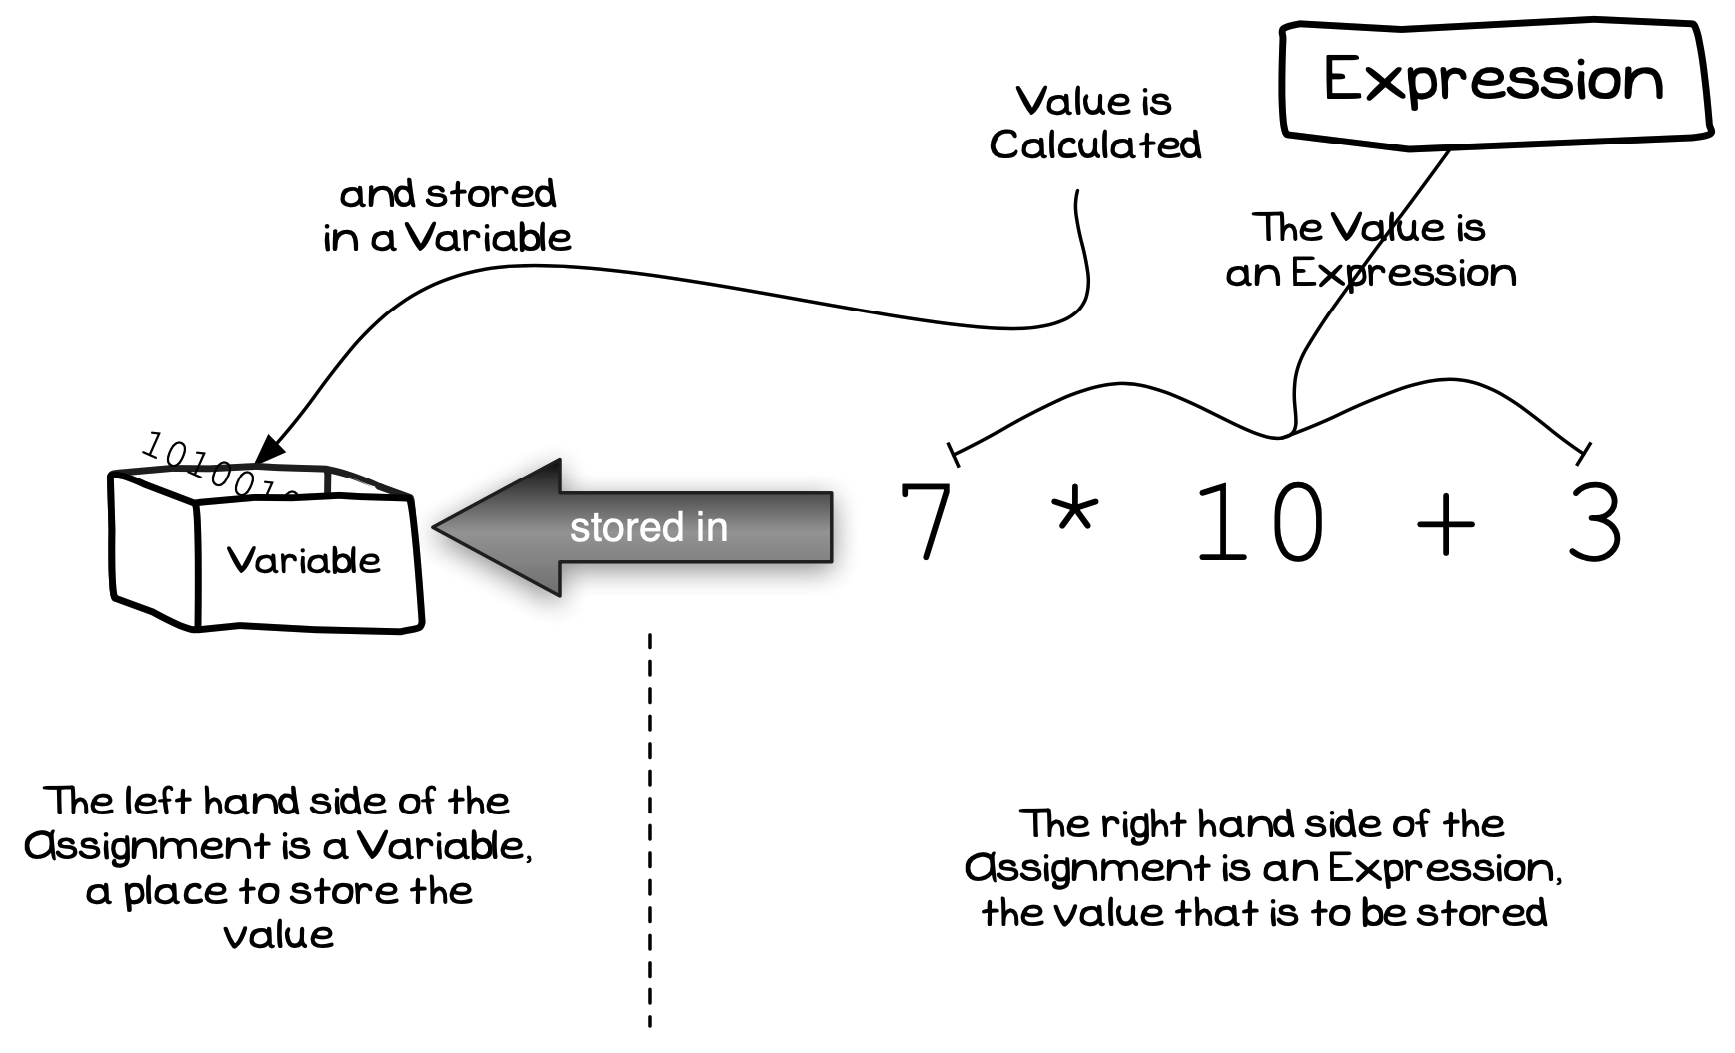 Expression
Value is
Calculated
and stored
in a Variable
The Value is
an Expression
101001
Variable
stored in
7 * 10 + 3
The left hand side of the
Assignment is a Variable,
a place to store the
value
The right hand side of the
Assignment is an Expression,
the value that is to be stored